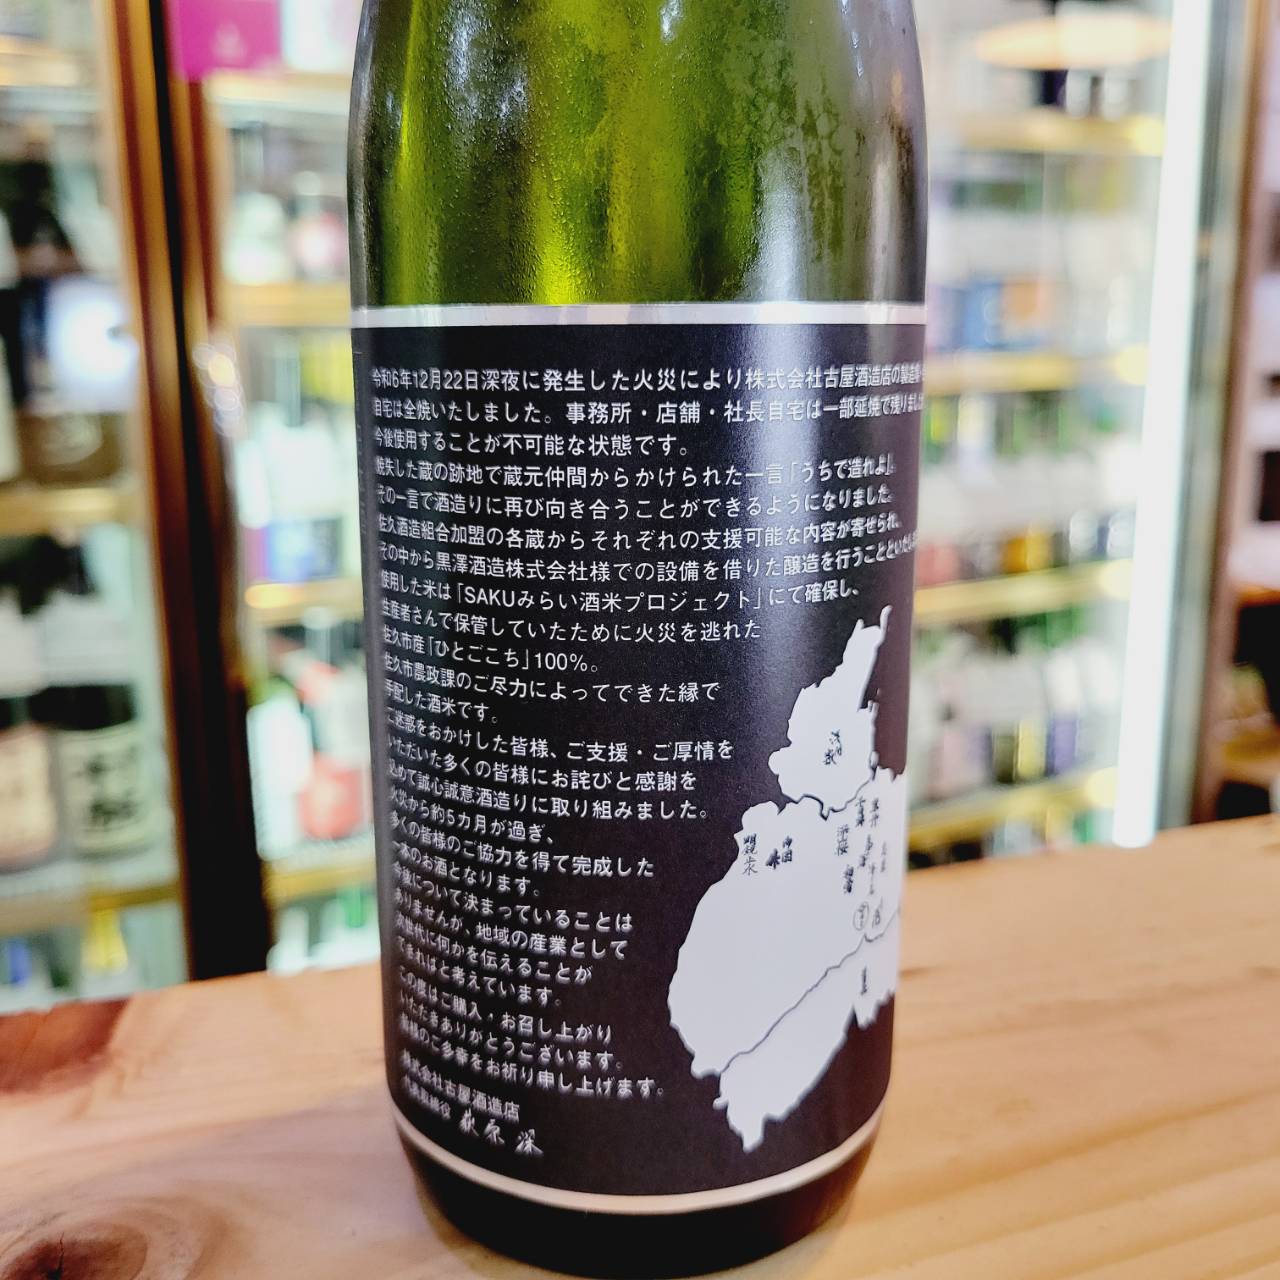 令和6年12月22日深夜に発生した火災により株式会社古屋酒造店の製造場
自宅は全焼いたしました。事務所・店舗・社長自宅は一部延焼で残りました
今後使用することが不可能な状態です。
焼失した蔵の跡地で蔵元仲間からかけられた一言「うちで造れよ」。
その一言で酒造りに再び向き合うことができるようになりました。
佐久酒造組合加盟の各蔵からそれぞれの支援可能な内容が寄せられ、
その中から黒澤酒造株式会社様での設備を借りた醸造を行うことといたしま
使用した米は「SAKUみらい酒米プロジェクト」にて確保し、
生産者さんで保管していたために火災を逃れた
佐久市産「ひとごこち」100%。
佐久市農政課のご尽力によってできた縁で
手配した酒米です。
ご迷惑をおかけした皆様、ご支援・ご厚情を
いただいた多くの皆様にお詫びと感謝を
込めて誠心誠意酒造りに取り組みました。
火災から約5カ月が過ぎ、
多くの皆様のご協力を得て完成した
一本のお酒となります。
今後について決まっていることは
ありませんが、地域の産業として
次世代に何かを伝えることが
できればと考えています。
この度はご購入・お召し上がり
いただきありがとうございます。
皆様のご多幸をお祈り申し上げます。
株式会社古屋酒造店
代表取締役 荻原 深
明鏡止水